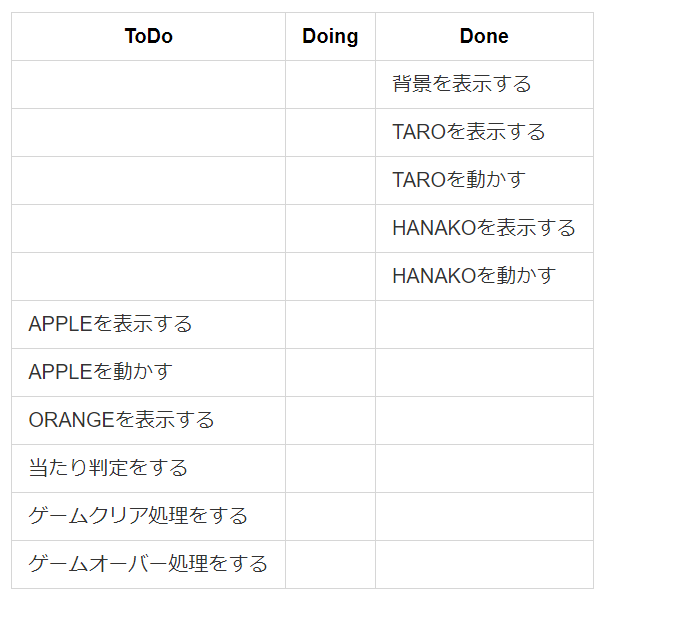 ToDo Doing Done
背景を表示する
TAROを表示する
TAROを動かす
HANAKOを表示する
HANAKOを動かす
APPLEを表示する
APPLEを動かす
ORANGEを表示する
当たり判定をする
ゲームクリア処理をする
ゲームオーバー処理をする